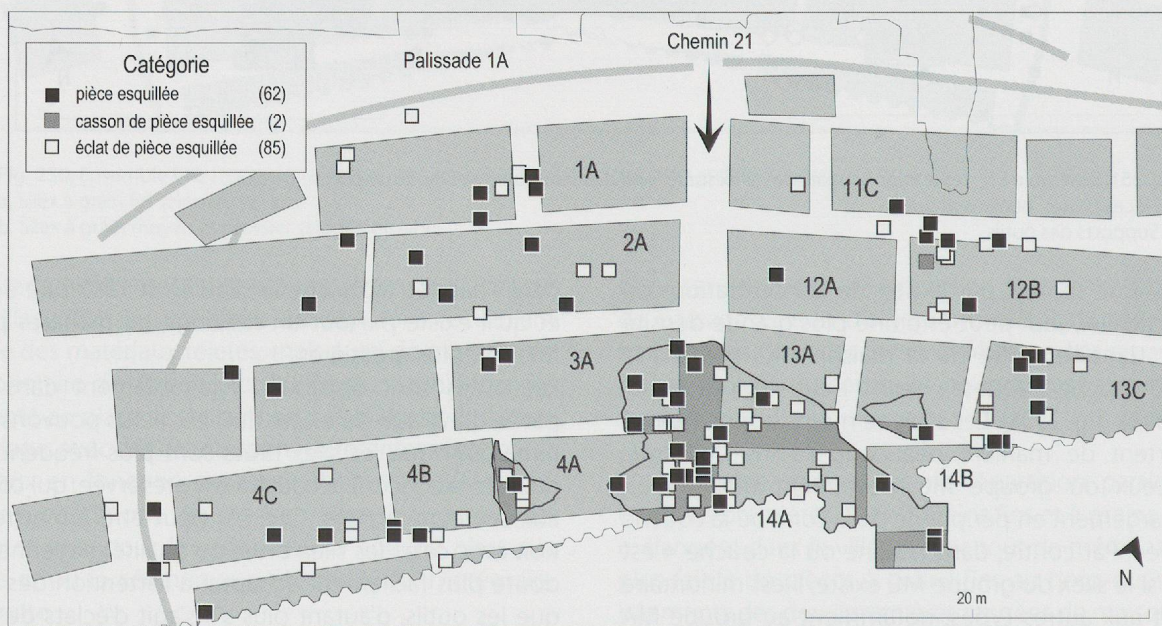 Palissade 1A
Chemin 21
Catégorie
pièce esquillée (62)
casson de pièce esquillée (2)
éclat de pièce esquillée (85)
1A
11C
2A
12A
12B
3A
13A
13C
4A
4B
4C
14B
14A
N
20 m